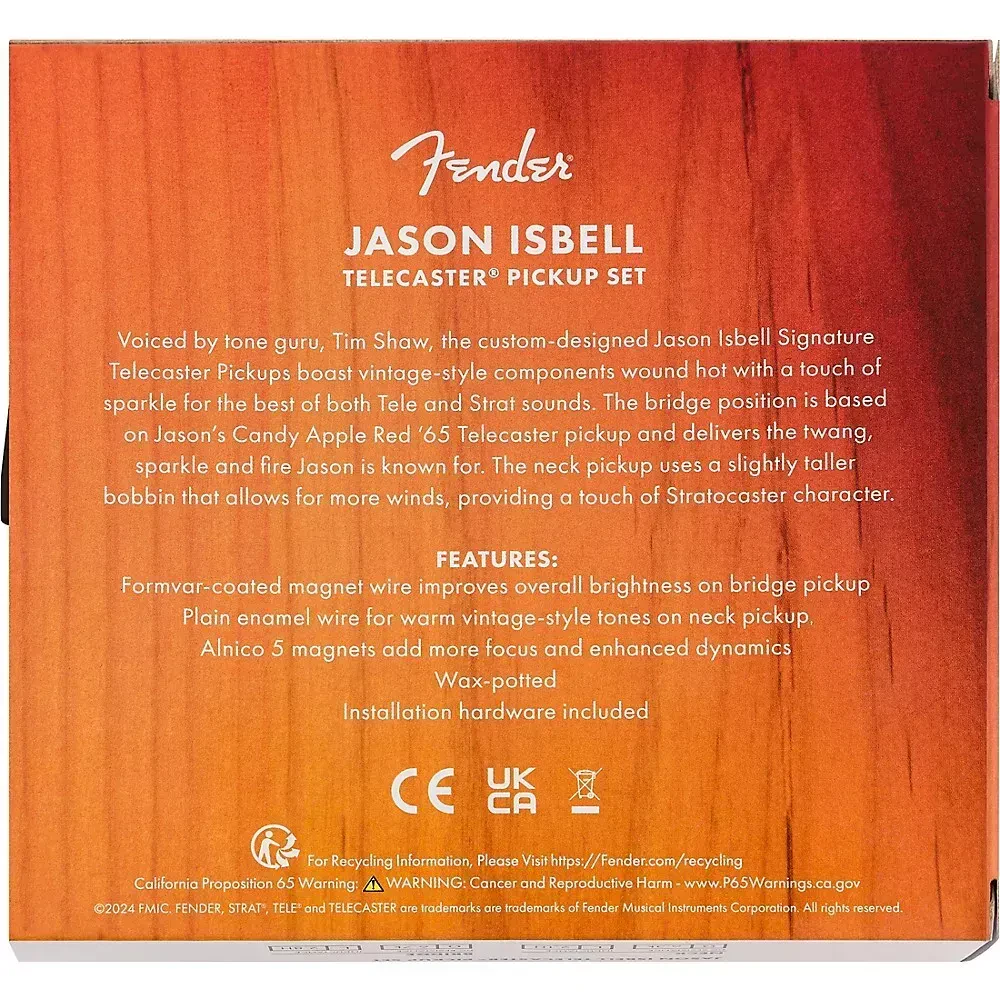 Fender®
JASON ISBELL
TELECASTER® PICKUP SET
Voiced by tone guru, Tim Shaw, the custom-designed Jason Isbell Signature
Telecaster Pickups boast vintage-style components wound hot with a touch of
sparkle for the best of both Tele and Strat sounds. The bridge position is based
on Jason's Candy Apple Red '65 Telecaster pickup and delivers the twang,
sparkle and fire Jason is known for. The neck pickup uses a slightly taller
bobbin that allows for more winds, providing a touch of Stratocaster character.
FEATURES:
Formvar-coated magnet wire improves overall brightness on bridge pickup
Plain enamel wire for warm vintage-style tones on neck pickup.
Alnico 5 magnets add more focus and enhanced dynamics
Wax-potted
Installation hardware included
CE UK
CA
For Recycling Information, Please Visit https://Fender.com/recycling
California Proposition 65 Warning: ⚠ WARNING: Cancer and Reproductive Harm - www.P65Warnings.ca.gov
©2024 FMIC. FENDER, STRAT®, TELE® and TELECASTER are trademarks are trademarks of Fender Musical Instruments Corporation. All rights reserved.